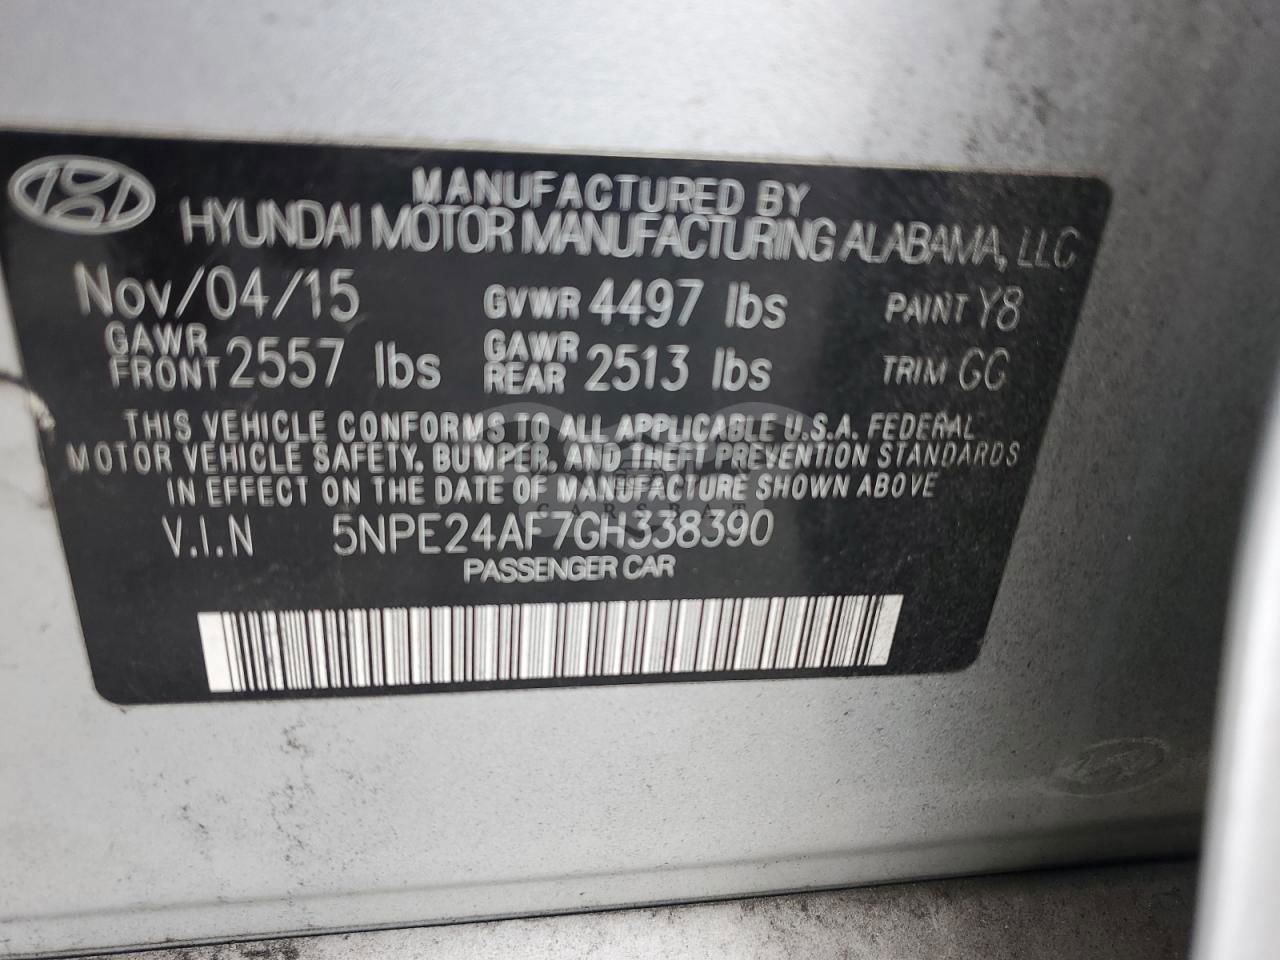 MANUFACTURED BY
HYUNDAI MOTOR MANUFACTURING ALABAMA, LLC
Nov/04/15 GVWR 4497 lbs PAINT Y8
GAWR FRONT 2557 lbs GAWR REAR 2513 lbs TRIM GG
THIS VEHICLE CONFORMS TO ALL APPLICABLE U.S.A. FEDERAL
MOTOR VEHICLE SAFETY, BUMPER, AND THEFT PREVENTION STANDARDS
IN EFFECT ON THE DATE OF MANUFACTURE SHOWN ABOVE
CARSBAT
V.I.N 5NPE24AF7GH338390
PASSENGER CAR